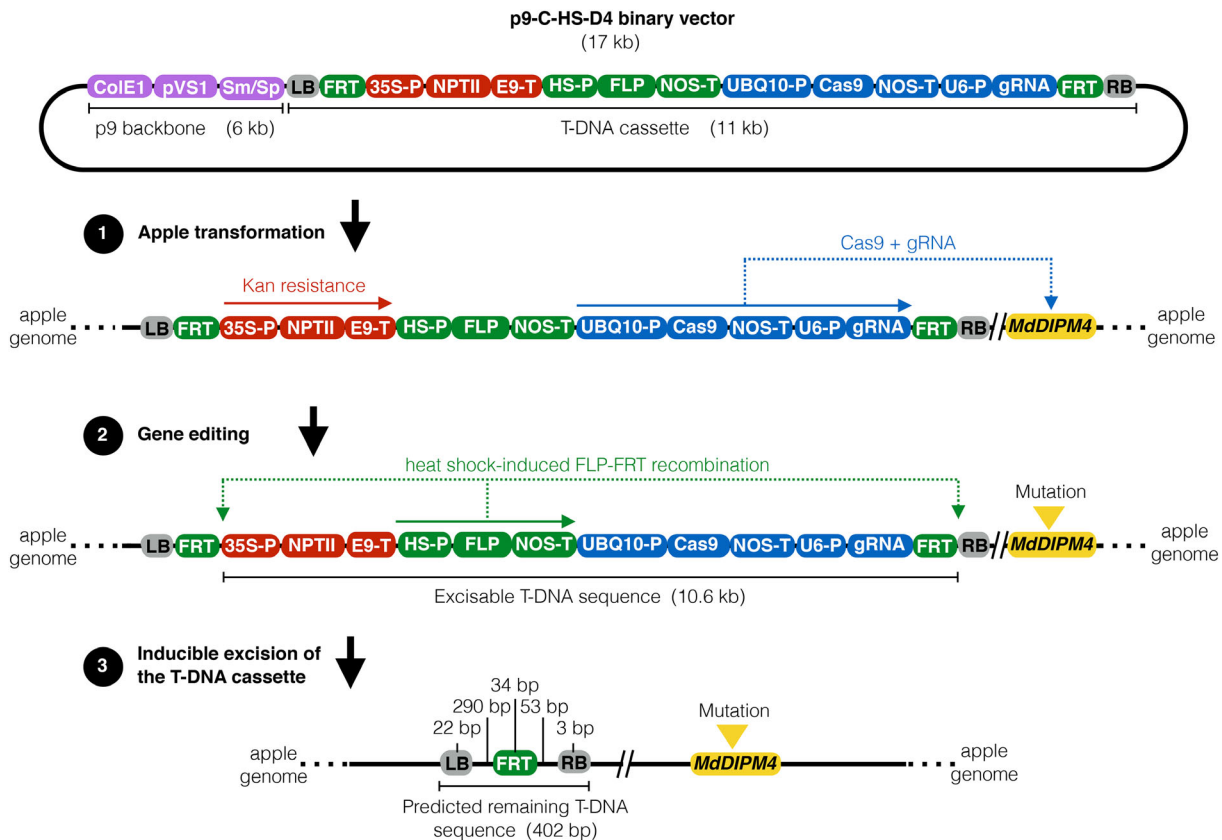 p9-C-HS-D4 binary vector
(17 kb)
ColE1 pVS1 Sm/Sp LB FRT 35S-P NPTII E9-T HS-P FLP NOS-T UBQ10-P Cas9 NOS-T U6-P gRNA FRT RB
p9 backbone (6 kb) T-DNA cassette (11 kb)
1 Apple transformation
Cas9 + gRNA
Kan resistance
apple genome
LB FRT 35S-P NPTII E9-T HS-P FLP NOS-T UBQ10-P Cas9 NOS-T U6-P gRNA FRT RB // MdDIPM4
apple genome
2 Gene editing
heat shock-induced FLP-FRT recombination
Mutation
apple genome
LB FRT 35S-P NPTII E9-T HS-P FLP NOS-T UBQ10-P Cas9 NOS-T U6-P gRNA FRT RB // MdDIPM4
apple genome
Excisable T-DNA sequence (10.6 kb)
3 Inducible excision of
the T-DNA cassette
34 bp
290 bp 53 bp
22 bp 3 bp
Mutation
apple genome
LB FRT RB // MdDIPM4
apple genome
Predicted remaining T-DNA
sequence (402 bp)